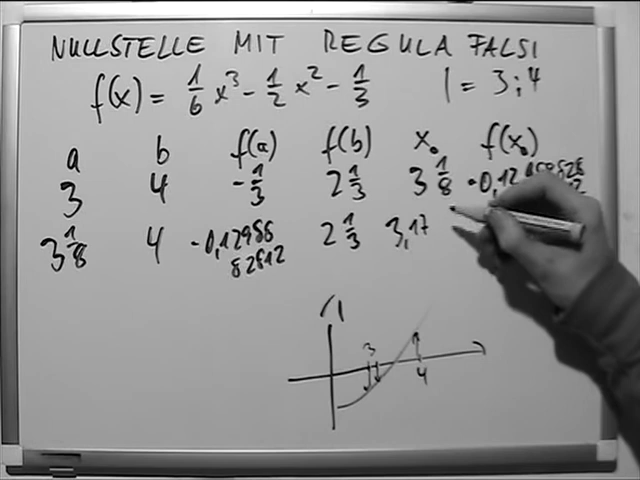 NULLSTELLE MIT REGULA FALSI
f(x) = 1/6 x³ - 1/2 x² - 1/3 I = 3;4
a b f(a) f(b) x₀ f(x₀)
3 4 -1/3 2 1/3 3 1/8
3 1/8 4 -0,12988 82812 2 1/3 3,17
3
4